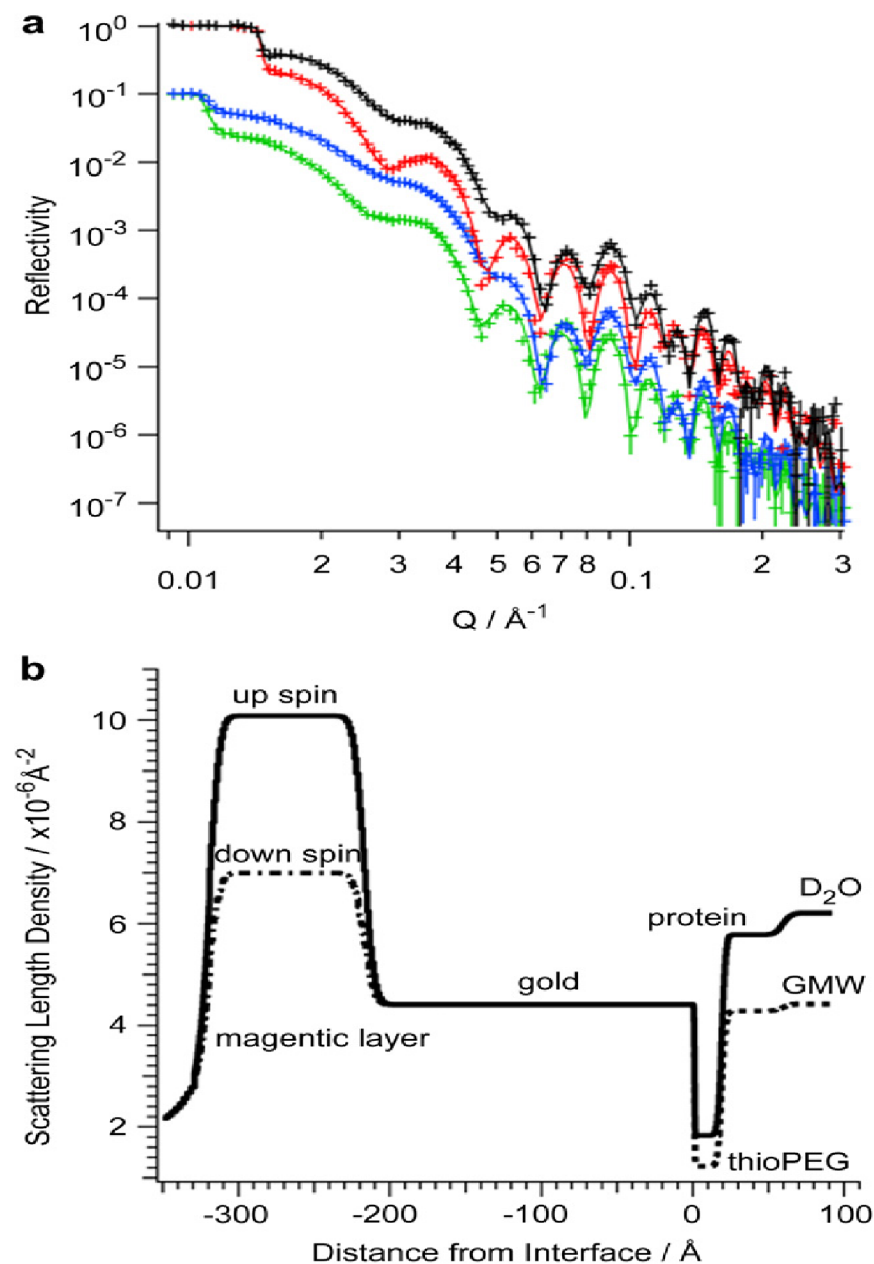 a
10⁰
10⁻¹
10⁻²
10⁻³
10⁻⁴
10⁻⁵
10⁻⁶
10⁻⁷
Reflectivity
0.01 2 3 4 5 6 7 8 0.1 2 3
Q / Å⁻¹
b
Scattering Length Density / x10⁻⁶Å⁻²
10
8
6
4
2
up spin
down spin
magentic layer
gold
protein
D₂O
GMW
thioPEG
-300 -200 -100 0 100
Distance from Interface / Å